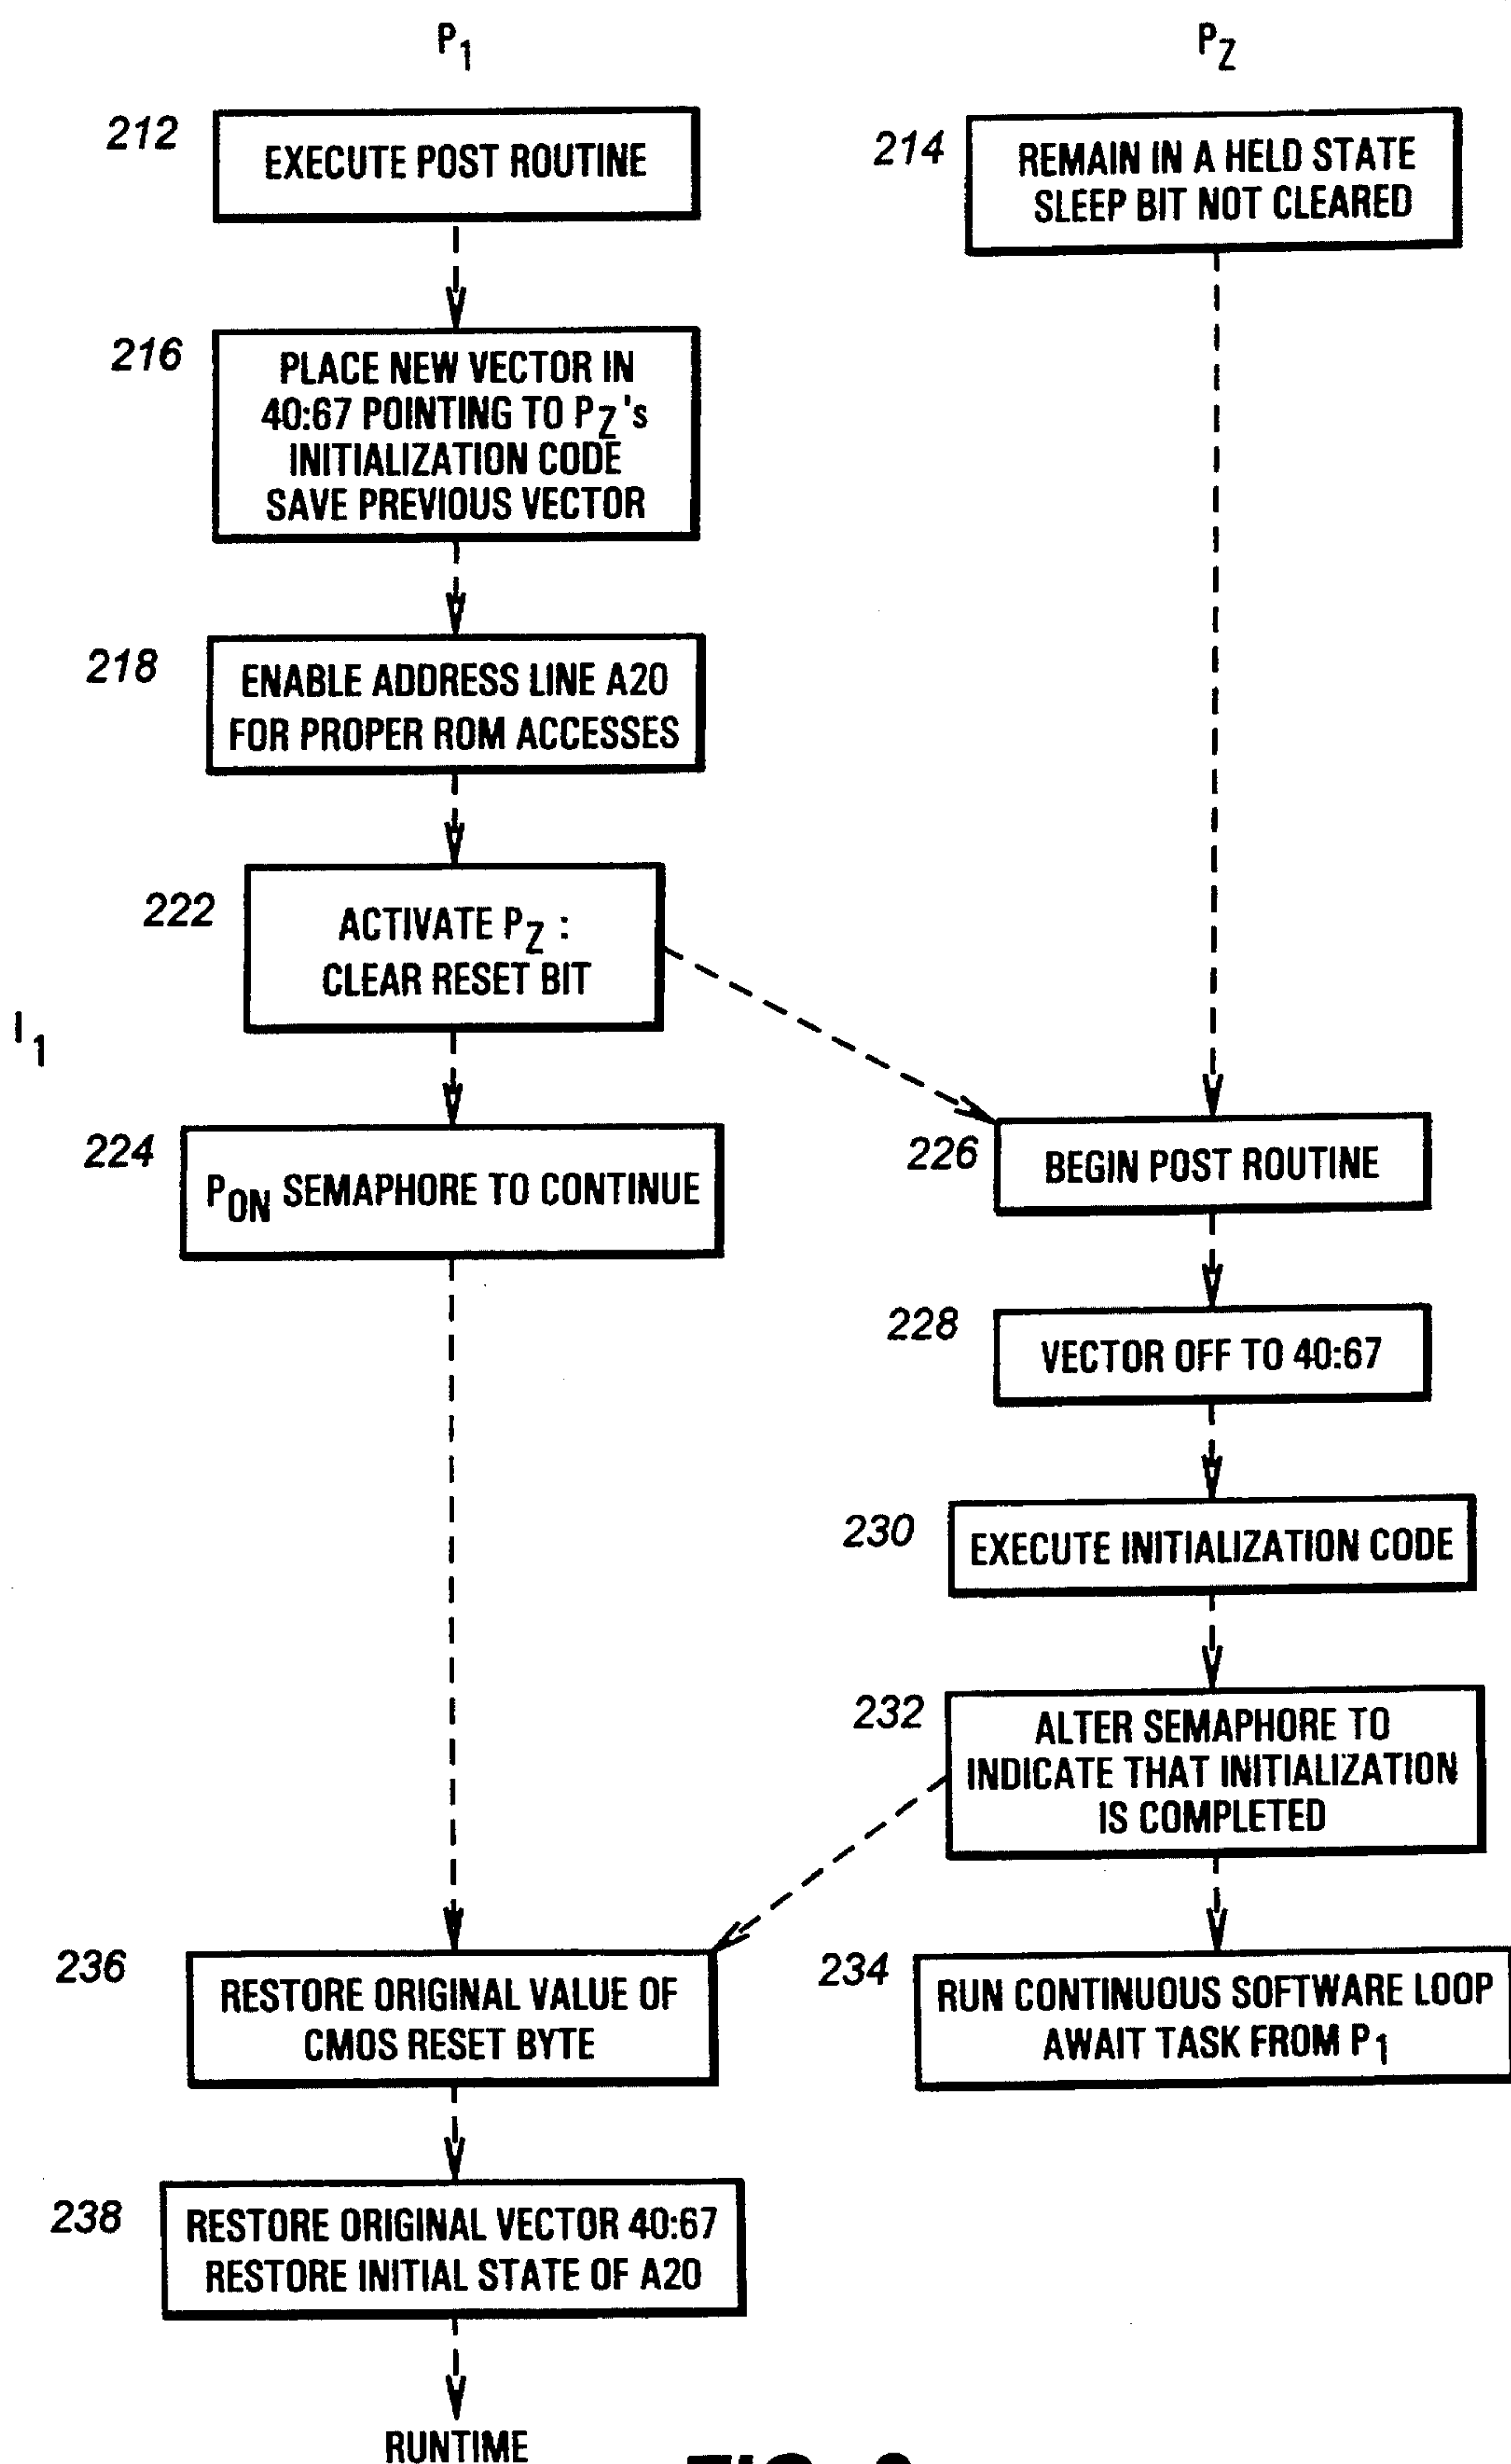 P1
PZ
212
EXECUTE POST ROUTINE
214
REMAIN IN A HELD STATE
SLEEP BIT NOT CLEARED
216
PLACE NEW VECTOR IN
40:67 POINTING TO PZ's
INITIALIZATION CODE
SAVE PREVIOUS VECTOR
218
ENABLE ADDRESS LINE A20
FOR PROPER ROM ACCESSES
222
ACTIVATE PZ :
CLEAR RESET BIT
I1
224
PON SEMAPHORE TO CONTINUE
226
BEGIN POST ROUTINE
228
VECTOR OFF TO 40:67
230
EXECUTE INITIALIZATION CODE
232
ALTER SEMAPHORE TO
INDICATE THAT INITIALIZATION
IS COMPLETED
236
RESTORE ORIGINAL VALUE OF
CMOS RESET BYTE
234
RUN CONTINUOUS SOFTWARE LOOP
AWAIT TASK FROM P1
238
RESTORE ORIGINAL VECTOR 40:67
RESTORE INITIAL STATE OF A20
RUNTIME